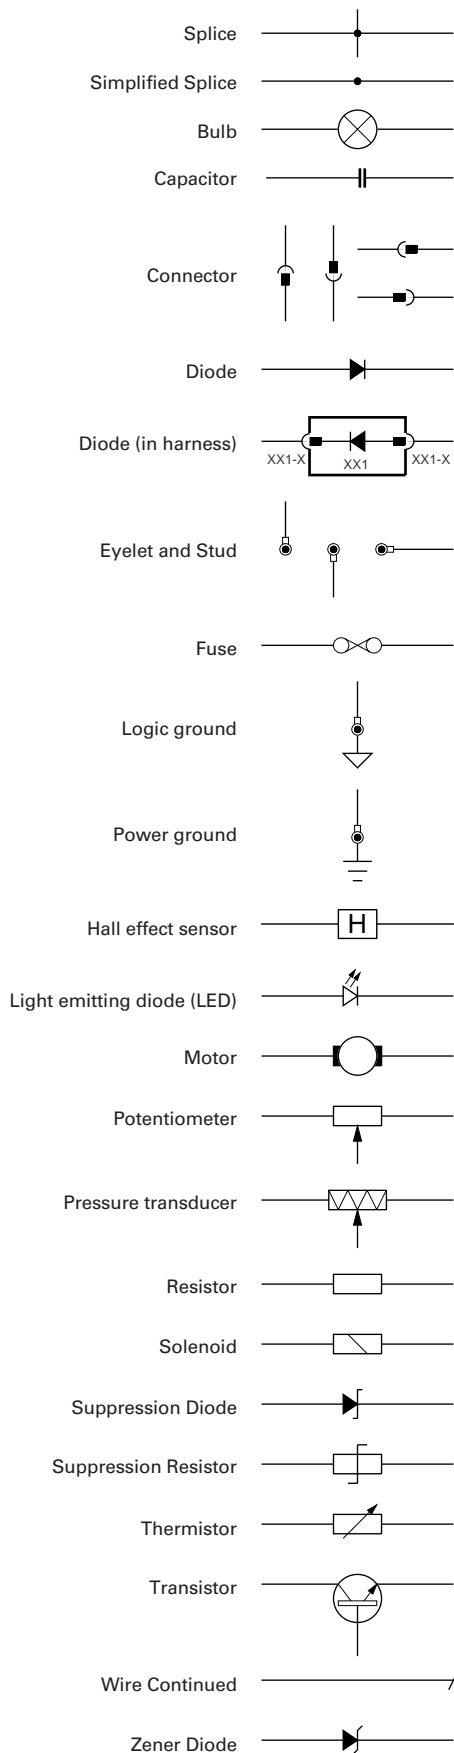 Splice
Simplified Splice
Bulb
Capacitor
Connector
Diode
Diode (in harness)
XX1-X XX1 XX1-X
Eyelet and Stud
Fuse
Logic ground
Power ground
Hall effect sensor H
Light emitting diode (LED)
Motor
Potentiometer
Pressure transducer
Resistor
Solenoid
Suppression Diode
Suppression Resistor
Thermistor
Transistor
Wire Continued
Zener Diode